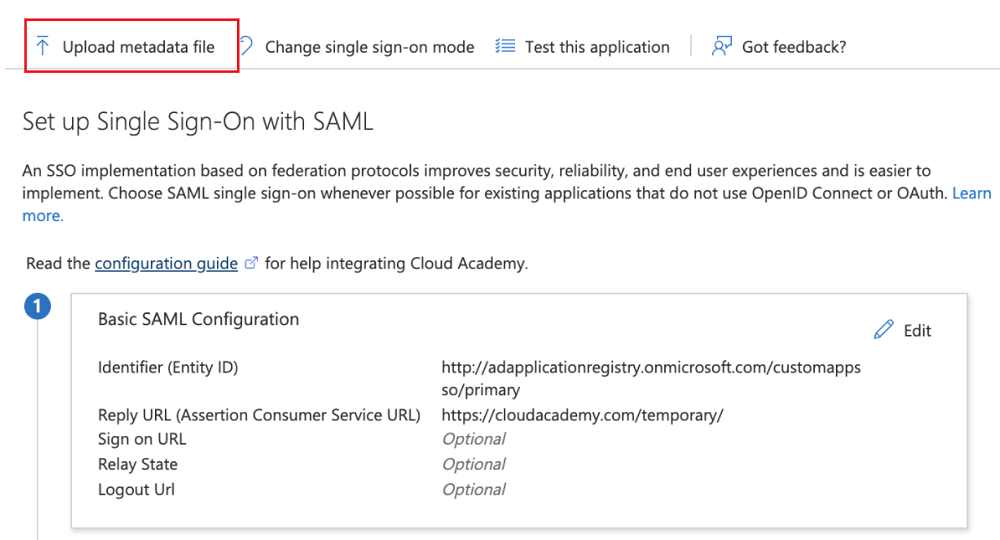 Upload metadata file Change single sign-on mode Test this application Got feedback?
Set up Single Sign-On with SAML
An SSO implementation based on federation protocols improves security, reliability, and end user experiences and is easier to
implement. Choose SAML single sign-on whenever possible for existing applications that do not use OpenID Connect or OAuth. Learn
more.
Read the configuration guide for help integrating Cloud Academy.
1
Basic SAML Configuration
Edit
Identifier (Entity ID) http://adapplicationregistry.onmicrosoft.com/customapps
so/primary
Reply URL (Assertion Consumer Service URL) https://cloudacademy.com/temporary/
Sign on URL Optional
Relay State Optional
Logout Url Optional